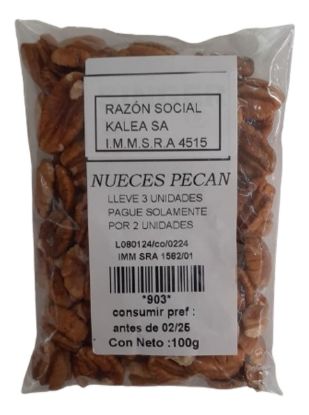 RAZÓN SOCIAL
KALEA SA
I.M.M.S.R.A 4515
NUECES PECAN
LLEVE 3 UNIDADES
PAGUE SOLAMENTE
POR 2 UNIDADES
L080124/co/0224
IMM SRA 1582/01
*903*
consumir pref :
antes de 02/25
Con Neto :100g